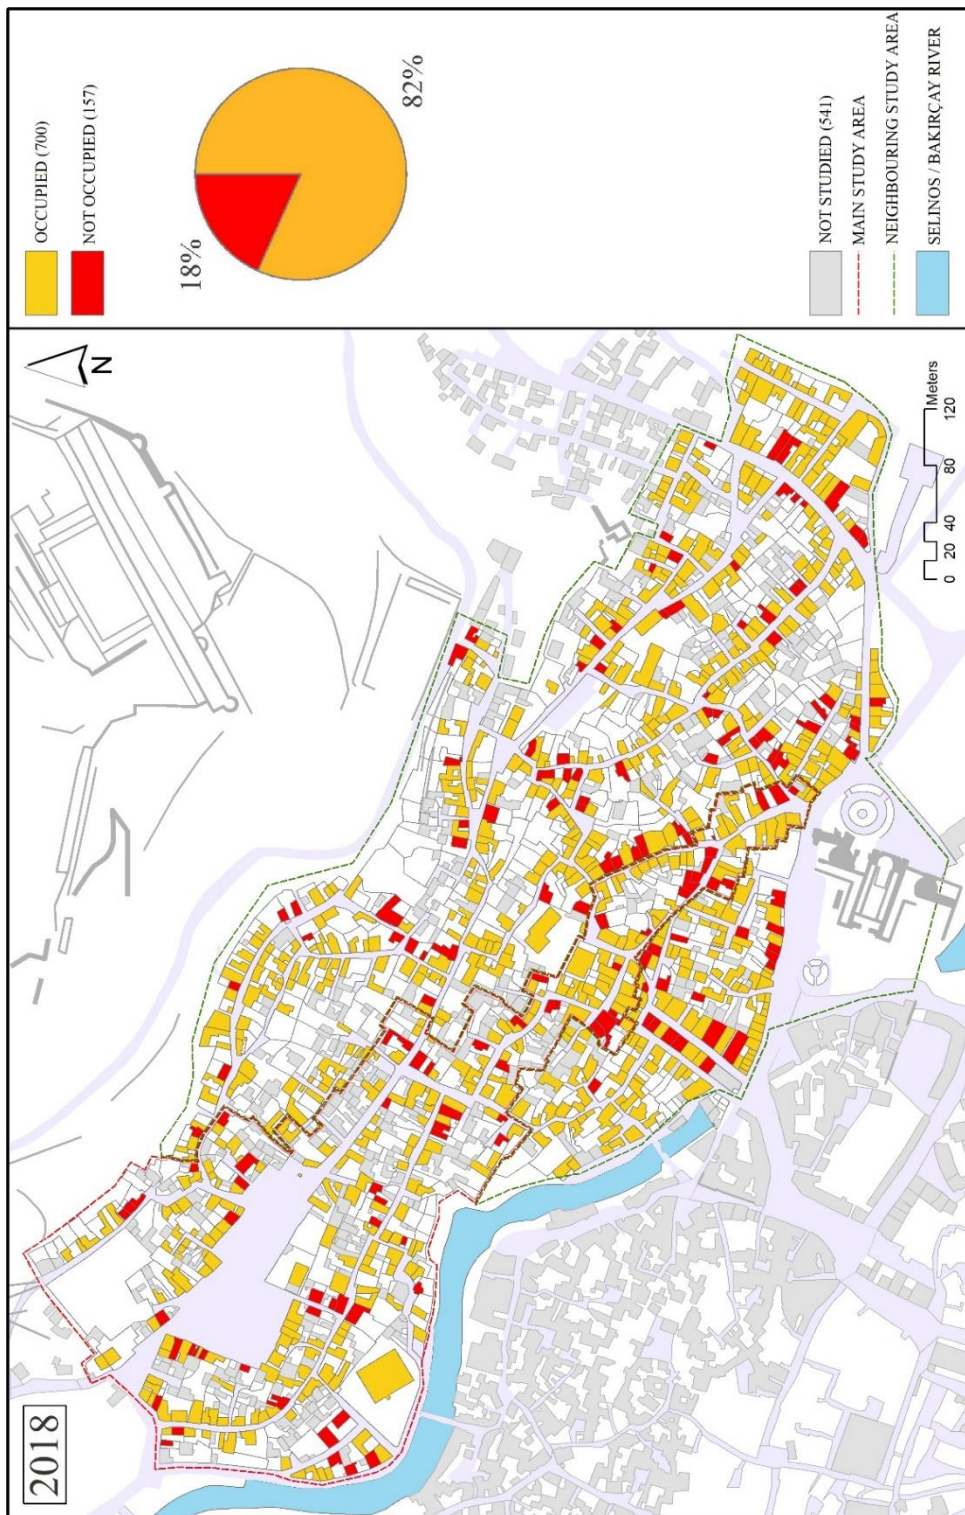 2018
N
0 20 40 80 120
Meters
OCCUPIED (700)
NOT OCCUPIED (157)
18%
82%
NOT STUDIED (541)
MAIN STUDY AREA
NEIGHBOURING STUDY AREA
SELINOS / BAKIRÇAY RIVER